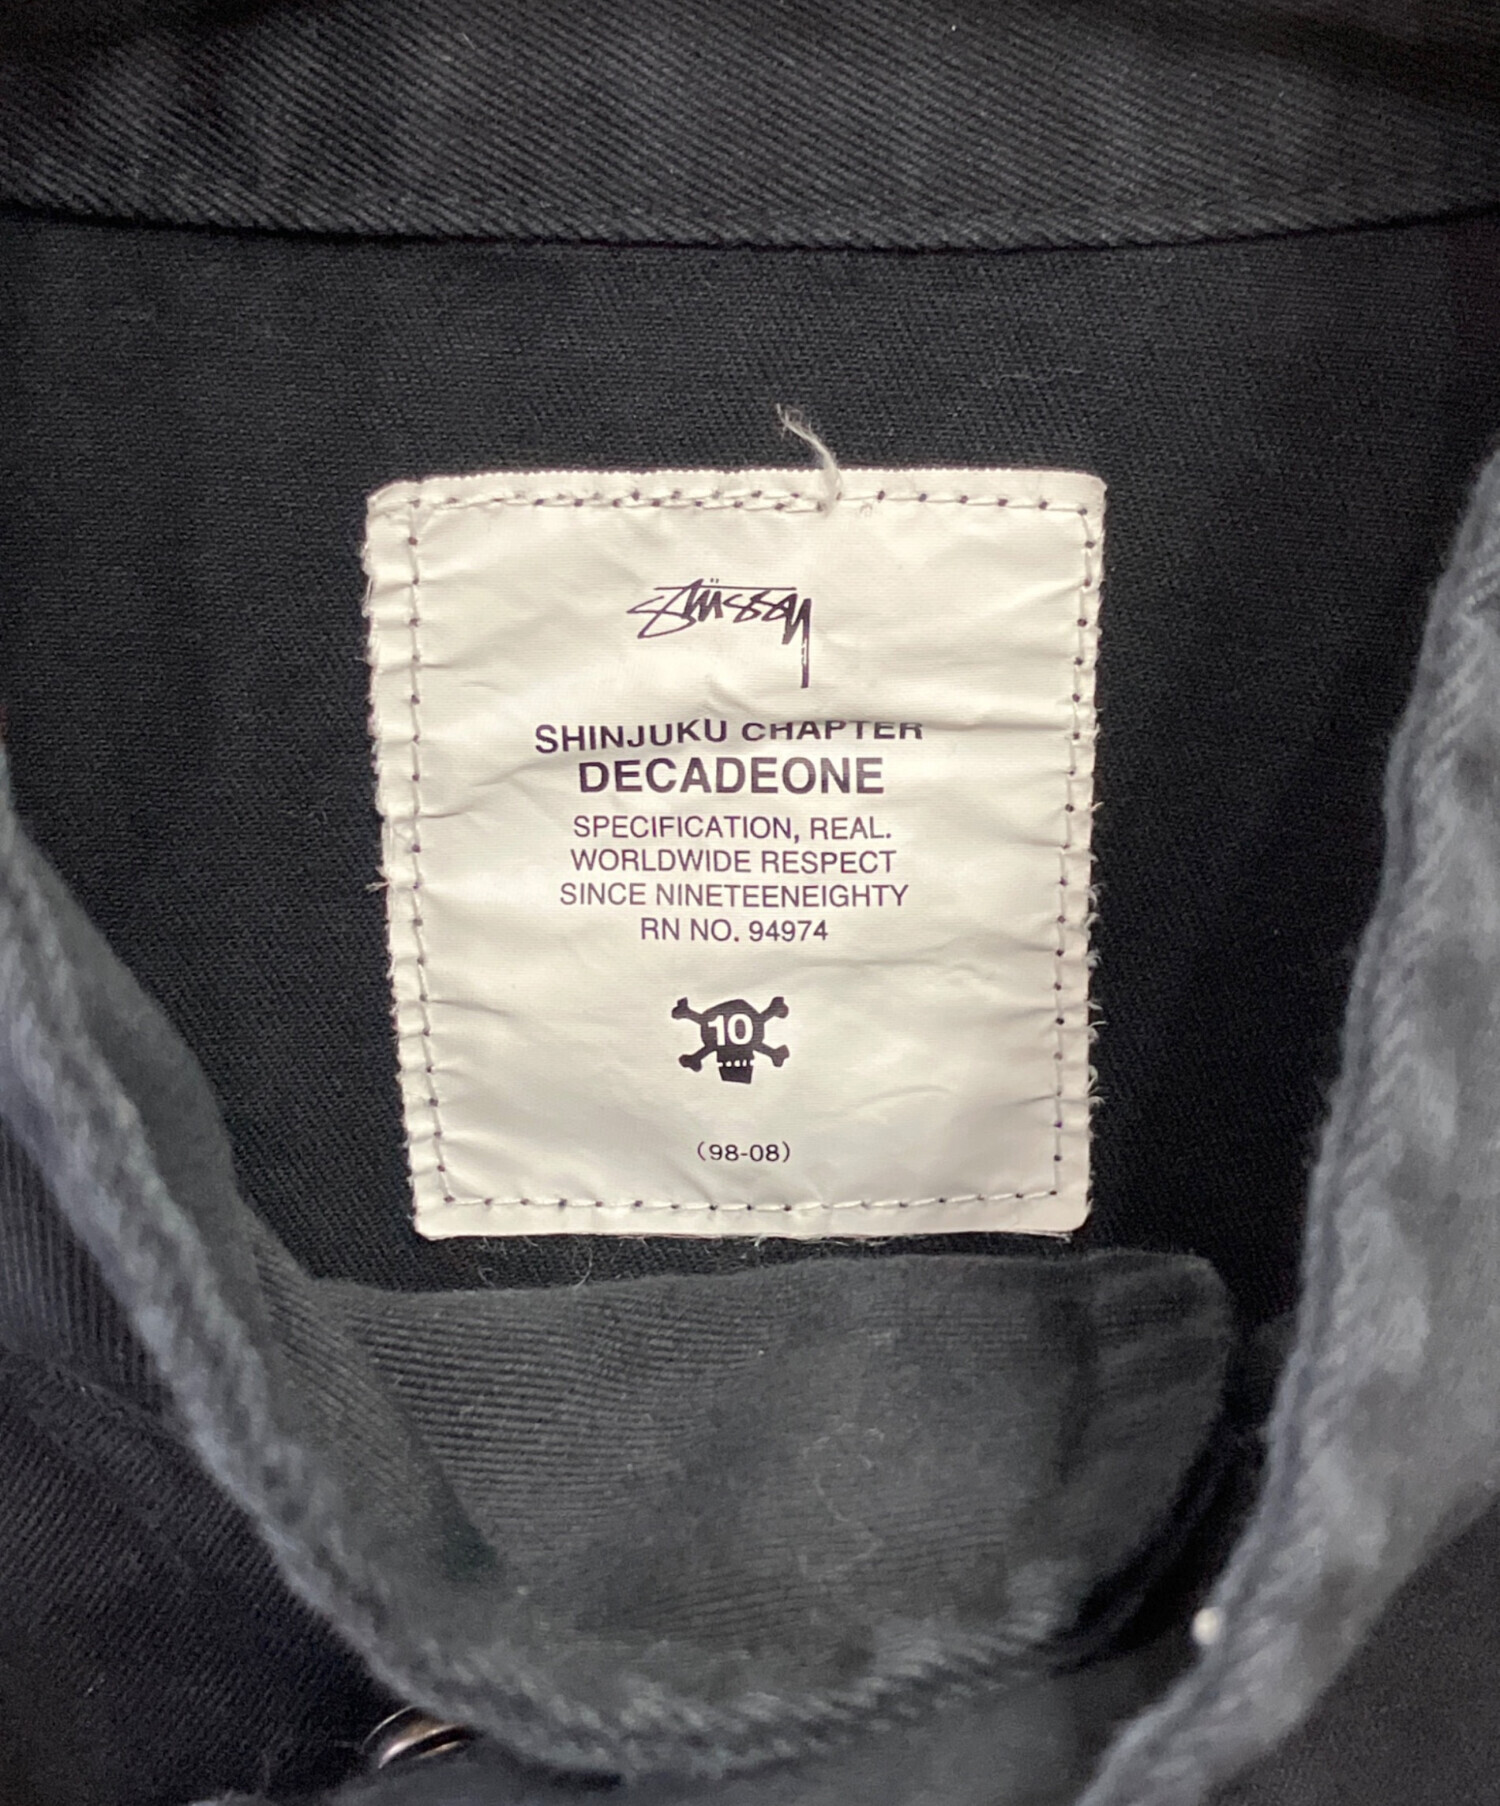 STÜSSY
SHINJUKU CHAPTER
DECADEONE
SPECIFICATION, REAL.
WORLDWIDE RESPECT
SINCE NINETEENEIGHTY
RN NO. 94974
10
(98-08)